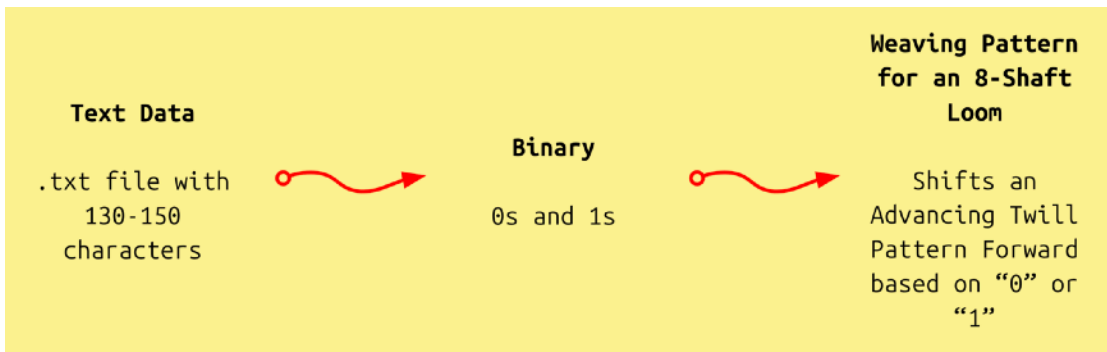 Text Data
.txt file with
130-150
characters
Binary
0s and 1s
Weaving Pattern
for an 8-Shaft
Loom
Shifts an
Advancing Twill
Pattern Forward
based on “0” or
“1”